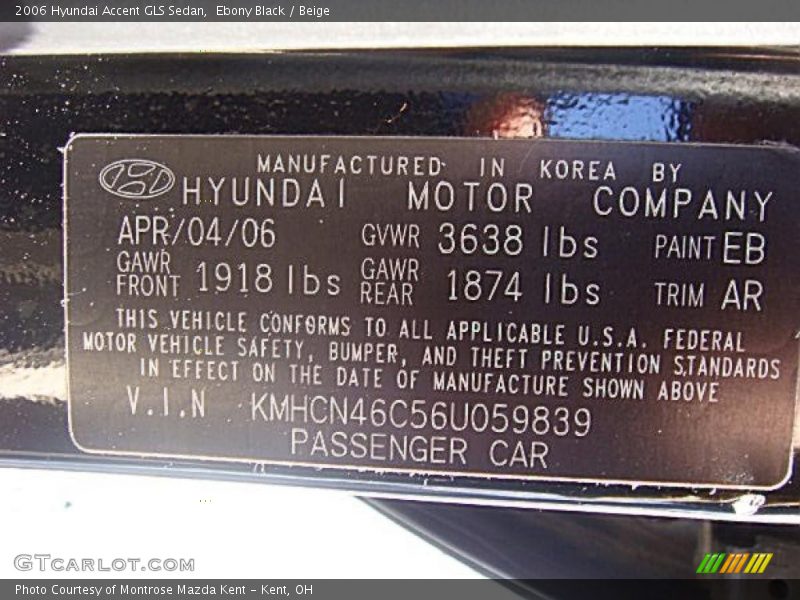 2006 Hyundai Accent GLS Sedan, Ebony Black / Beige
MANUFACTURED IN KOREA BY
HYUNDAI MOTOR COMPANY
APR/04/06 GVWR 3638 lbs PAINT EB
GAWR FRONT 1918 lbs GAWR REAR 1874 lbs TRIM AR
THIS VEHICLE CONFORMS TO ALL APPLICABLE U.S.A. FEDERAL
MOTOR VEHICLE SAFETY, BUMPER, AND THEFT PREVENTION STANDARDS
IN EFFECT ON THE DATE OF MANUFACTURE SHOWN ABOVE
V.I.N KMHCN46C56U059839
PASSENGER CAR
GTcarlot.com
Photo Courtesy of Montrose Mazda Kent - Kent, OH